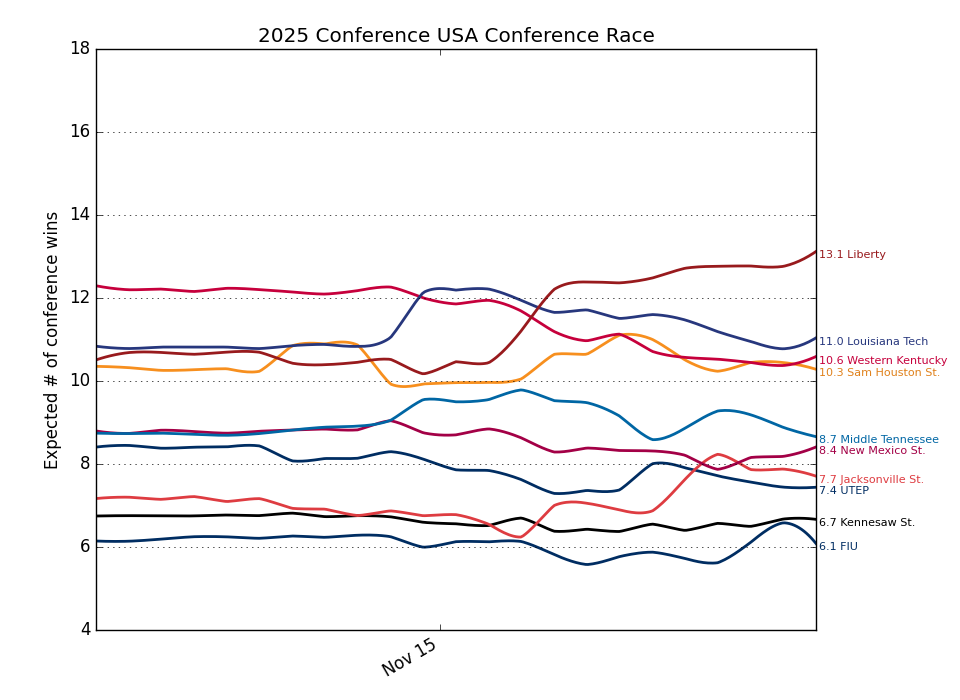 2025 Conference USA Conference Race
Expected # of conference wins
18
16
14
12
10
8
6
4
Nov 15
13.1 Liberty
11.0 Louisiana Tech
10.6 Western Kentucky
10.3 Sam Houston St.
8.7 Middle Tennessee
8.4 New Mexico St.
7.7 Jacksonville St.
7.4 UTEP
6.7 Kennesaw St.
6.1 FIU